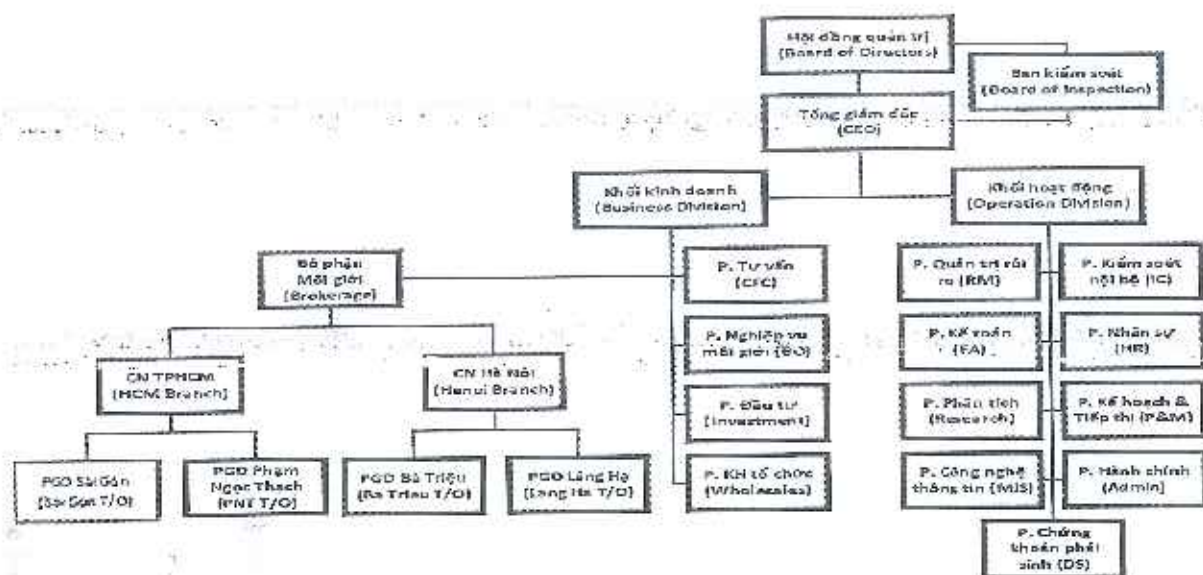 Hội đồng quản trị
(Board of Directors)
Ban kiểm soát
(Board of Inspection)
Tổng giám đốc
(CEO)
Khối kinh doanh
(Business Division)
Khối hoạt động
(Operation Division)
Bộ phận
Môi giới
(Brokerage)
P. Tư vấn
(CFC)
P. Quản trị rủi
ro (RM)
P. Kiểm soát
nội bộ (IC)
P. Nghiệp vụ
môi giới (BO)
P. Kế toán
(FA)
P. Nhân sự
(HR)
CN TPHCM
(HCM Branch)
CN Hà Nội
(Hanoi Branch)
P. Đầu tư
(Investment)
P. Phân tích
(Research)
P. Kế hoạch &
Tiếp thị (P&M)
PGD Sài Gòn
(Sai Gon T/O)
PGD Phạm
Ngọc Thạch
(PNT T/O)
PGD Bà Triệu
(Ba Trieu T/O)
PGD Láng Hạ
(Lang Ha T/O)
P. KH tổ chức
(Wholesales)
P. Công nghệ
thông tin (MIS)
P. Hành chính
(Admin)
P. Chứng
khoán phái
sinh (DS)